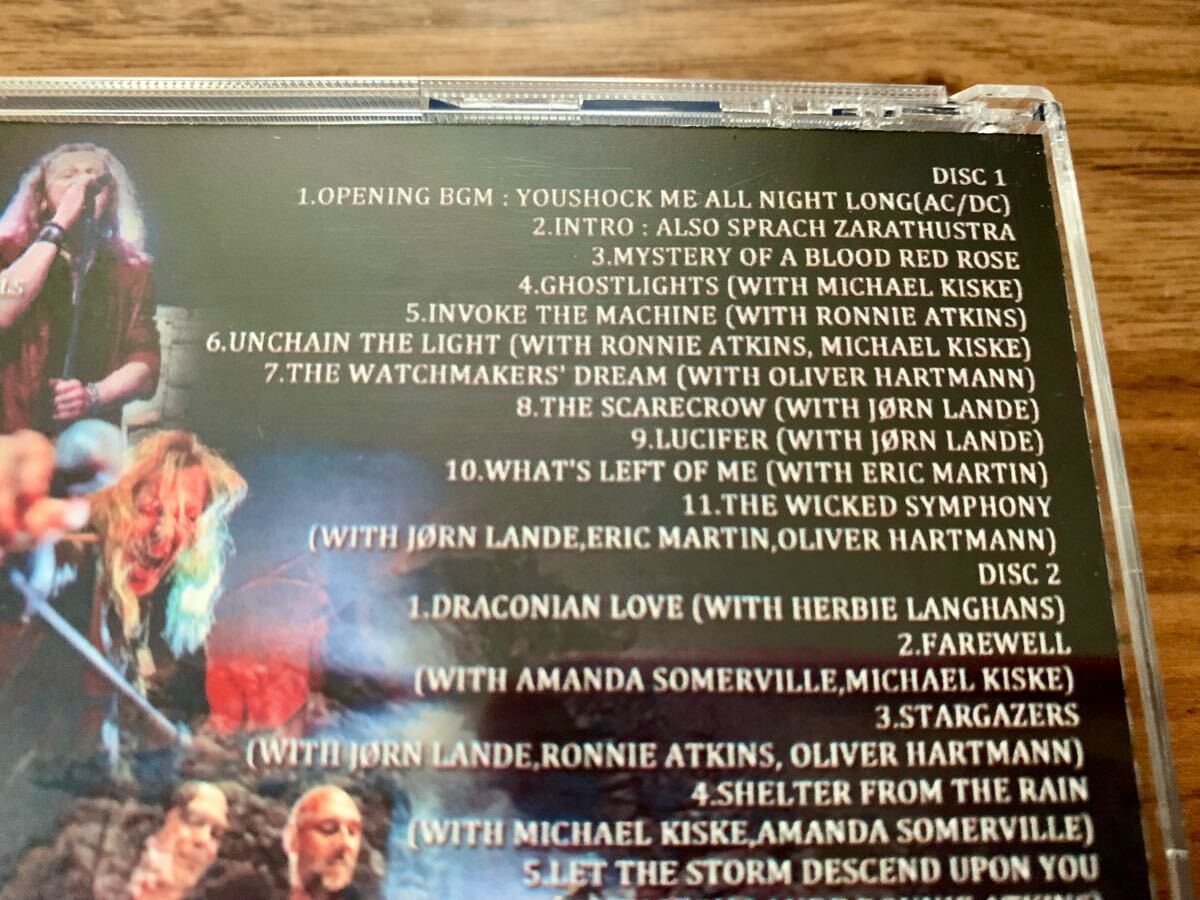 DISC 1
1.OPENING BGM : YOUSHOCK ME ALL NIGHT LONG(AC/DC)
2.INTRO : ALSO SPRACH ZARATHUSTRA
3.MYSTERY OF A BLOOD RED ROSE
4.GHOSTLIGHTS (WITH MICHAEL KISKE)
5.INVOKE THE MACHINE (WITH RONNIE ATKINS)
6.UNCHAIN THE LIGHT (WITH RONNIE ATKINS, MICHAEL KISKE)
7.THE WATCHMAKERS' DREAM (WITH OLIVER HARTMANN)
8.THE SCARECROW (WITH JØRN LANDE)
9.LUCIFER (WITH JØRN LANDE)
10.WHAT'S LEFT OF ME (WITH ERIC MARTIN)
11.THE WICKED SYMPHONY
(WITH JØRN LANDE,ERIC MARTIN,OLIVER HARTMANN)
DISC 2
1.DRACONIAN LOVE (WITH HERBIE LANGHANS)
2.FAREWELL
(WITH AMANDA SOMERVILLE,MICHAEL KISKE)
3.STARGAZERS
(WITH JØRN LANDE,RONNIE ATKINS, OLIVER HARTMANN)
4.SHELTER FROM THE RAIN
(WITH MICHAEL KISKE,AMANDA SOMERVILLE)
5.LET THE STORM DESCEND UPON YOU